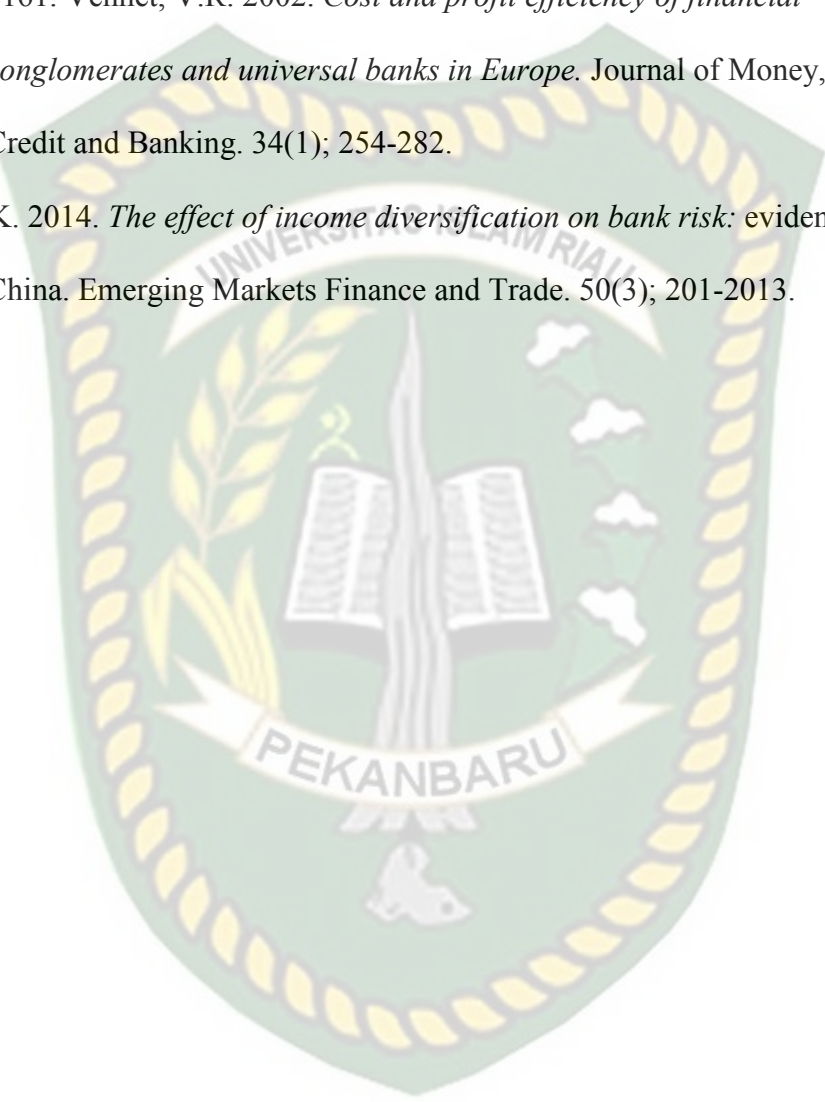 Vennet, V.R. 2002. Cost and profit efficiency of financial
onglomerates and universal banks in Europe. Journal of Money,
Credit and Banking. 34(1); 254-282.
K. 2014. The effect of income diversification on bank risk: eviden
China. Emerging Markets Finance and Trade. 50(3); 201-2013.
UNIVERSITAS ISLAM RIAU
PEKANBARU